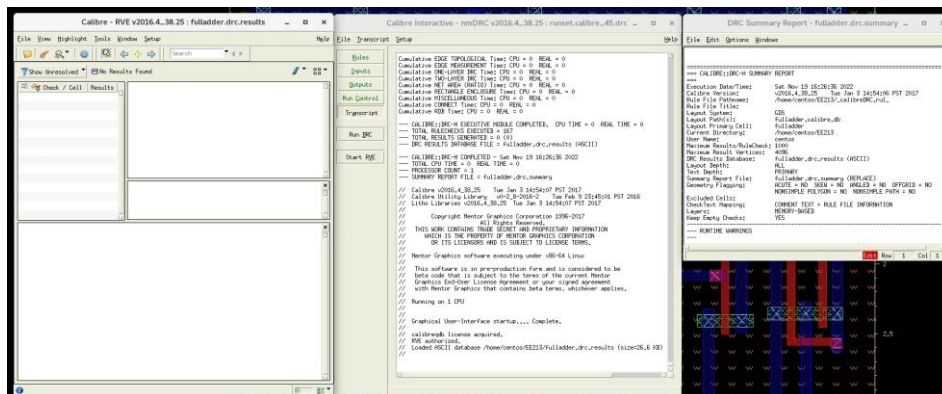 Calibre - RVE v2016.4_38.25 : fulladder.drc.results
File View Highlight Tools Window Setup Help
Search
Show Unresolved No Results Found
Check / Cell Results
Calibre Interactive - nmDRC v2016.4_38.25 : runset.calibre_45.drc
File Transcript Setup Help
Rules
Inputs
Outputs
Run Control
Transcript
Run DRC
Start RVE
Cumulative EDGE TOPOLOGICAL Time: CPU = 0 REAL = 0
Cumulative EDGE MEASUREMENT Time: CPU = 0 REAL = 0
Cumulative ONE-LAYER DRC Time: CPU = 0 REAL = 0
Cumulative TWO-LAYER DRC Time: CPU = 0 REAL = 0
Cumulative NET AREA (RATIO) Time: CPU = 0 REAL = 0
Cumulative RECTANGLE ENCLOSURE Time: CPU = 0 REAL = 0
Cumulative MISCELLANEOUS Time: CPU = 0 REAL = 0
Cumulative CONNECT Time: CPU = 0 REAL = 0
Cumulative RDB Time: CPU = 0 REAL = 0
--- CALIBRE::DRC-H EXECUTIVE MODULE COMPLETED. CPU TIME = 0 REAL TIME = 0
--- TOTAL RULECHECKS EXECUTED = 167
--- TOTAL RESULTS GENERATED = 0 (0)
--- DRC RESULTS DATABASE FILE = fulladder.drc.results (ASCII)
--- CALIBRE::DRC-H COMPLETED - Sat Nov 19 16:26:36 2022
--- TOTAL CPU TIME = 0 REAL TIME = 0
--- PROCESSOR COUNT = 1
--- SUMMARY REPORT FILE = fulladder.drc.summary
// Calibre v2016.4_38.25 Tue Jan 3 14:54:07 PST 2017
// Calibre Utility Library v0-2_8-2016-2 Tue Feb 9 23:45:01 PST 2016
// Litho Libraries v2016.4_38.25 Tue Jan 3 14:54:07 PST 2017
//
// Copyright Mentor Graphics Corporation 1996-2017
// All Rights Reserved.
// THIS WORK CONTAINS TRADE SECRET AND PROPRIETARY INFORMATION
// WHICH IS THE PROPERTY OF MENTOR GRAPHICS CORPORATION
// OR ITS LICENSORS AND IS SUBJECT TO LICENSE TERMS.
//
// Mentor Graphics software executing under x86-64 Linux
//
// This software is in pre-production form and is considered to be
// beta code that is subject to the terms of the current Mentor
// Graphics End-User License Agreement or your signed agreement
// with Mentor Graphics that contains beta terms, whichever applies.
//
// Running on 1 CPU
//
//
// Graphical User-Interface startup.... Complete.
//
// calibreqdb license acquired.
// RVE authorized.
// Loaded ASCII database /home/centos/EE213/fulladder.drc.results (size=26.6 KB)
//
DRC Summary Report - fulladder.drc.summary
File Edit Options Windows
=== CALIBRE::DRC-H SUMMARY REPORT
===
Execution Date/Time: Sat Nov 19 16:26:36 2022
Calibre Version: v2016.4_38.25 Tue Jan 3 14:54:06 PST 2017
Rule File Pathname: /home/centos/EE213/_calibreDRC.rul_
Rule File Title:
Layout System: GDS
Layout Path(s): fulladder.calibre.db
Layout Primary Cell: fulladder
Current Directory: /home/centos/EE213
User Name: centos
Maximum Results/RuleCheck: 1000
Maximum Result Vertices: 4096
DRC Results Database: fulladder.drc.results (ASCII)
Layout Depth: ALL
Text Depth: PRIMARY
Summary Report File: fulladder.drc.summary (REPLACE)
Geometry Flagging: ACUTE = NO SKEW = NO ANGLED = NO OFFGRID = NO
NONSIMPLE POLYGON = NO NONSIMPLE PATH = NO
Excluded Cells:
CheckText Mapping: COMMENT TEXT + RULE FILE INFORMATION
Layers: MEMORY-BASED
Keep Empty Checks: YES
--- RUNTIME WARNINGS
---
Edit Row 1 Col 1
2
2.5